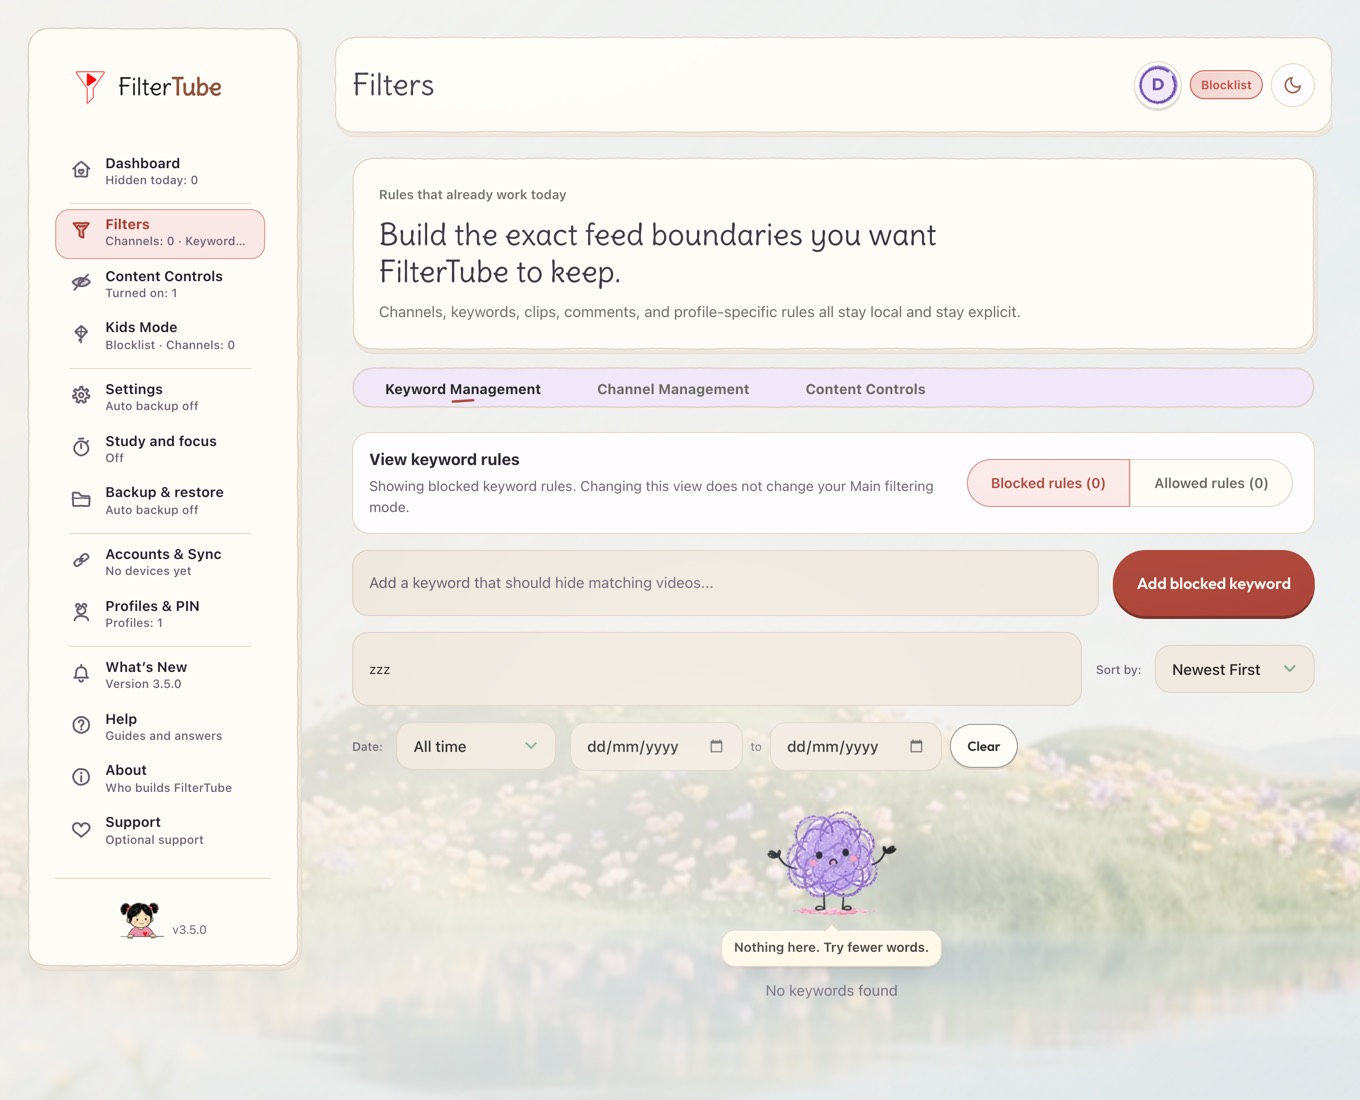 FilterTube
Dashboard
Hidden today: 0
Filters
Channels: 0 · Keyword...
Content Controls
Turned on: 1
Kids Mode
Blocklist · Channels: 0
Settings
Auto backup off
Study and focus
Off
Backup & restore
Auto backup off
Accounts & Sync
No devices yet
Profiles & PIN
Profiles: 1
What's New
Version 3.5.0
Help
Guides and answers
About
Who builds FilterTube
Support
Optional support
v3.5.0
Filters
D
Blocklist
Rules that already work today
Build the exact feed boundaries you want
FilterTube to keep.
Channels, keywords, clips, comments, and profile-specific rules all stay local and stay explicit.
Keyword Management
Channel Management
Content Controls
View keyword rules
Showing blocked keyword rules. Changing this view does not change your Main filtering
mode.
Blocked rules (0)
Allowed rules (0)
Add a keyword that should hide matching videos...
Add blocked keyword
zzz
Sort by:
Newest First
Date:
All time
dd/mm/yyyy
to
dd/mm/yyyy
Clear
Nothing here. Try fewer words.
No keywords found